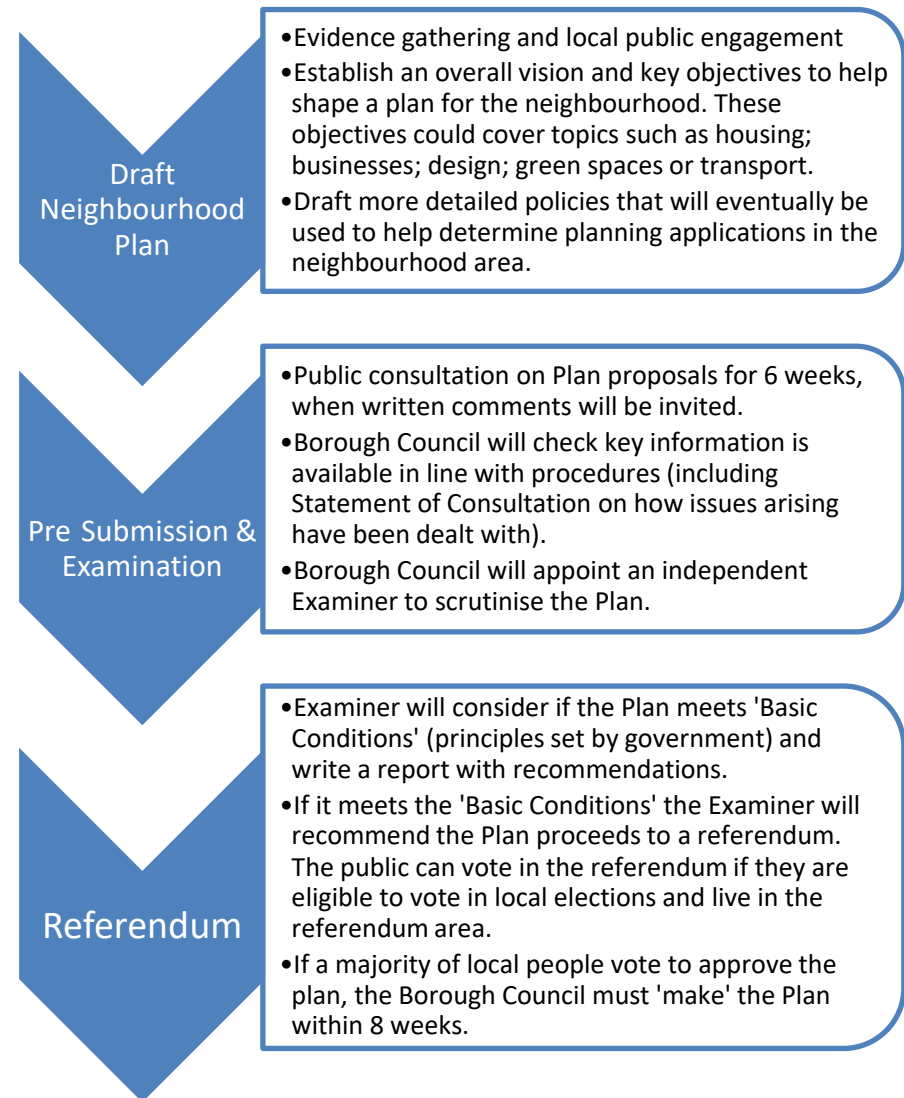 Draft
Neighbourhood
Plan
•Evidence gathering and local public engagement
•Establish an overall vision and key objectives to help
shape a plan for the neighbourhood. These
objectives could cover topics such as housing;
businesses; design; green spaces or transport.
•Draft more detailed policies that will eventually be
used to help determine planning applications in the
neighbourhood area.
Pre Submission &
Examination
•Public consultation on Plan proposals for 6 weeks,
when written comments will be invited.
•Borough Council will check key information is
available in line with procedures (including
Statement of Consultation on how issues arising
have been dealt with).
•Borough Council will appoint an independent
Examiner to scrutinise the Plan.
Referendum
•Examiner will consider if the Plan meets 'Basic
Conditions' (principles set by government) and
write a report with recommendations.
•If it meets the 'Basic Conditions' the Examiner will
recommend the Plan proceeds to a referendum.
The public can vote in the referendum if they are
eligible to vote in local elections and live in the
referendum area.
•If a majority of local people vote to approve the
plan, the Borough Council must 'make' the Plan
within 8 weeks.